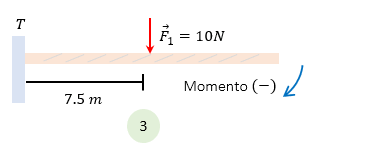 T
F⃗₁ = 10N
Momento (−)
7.5 m
3